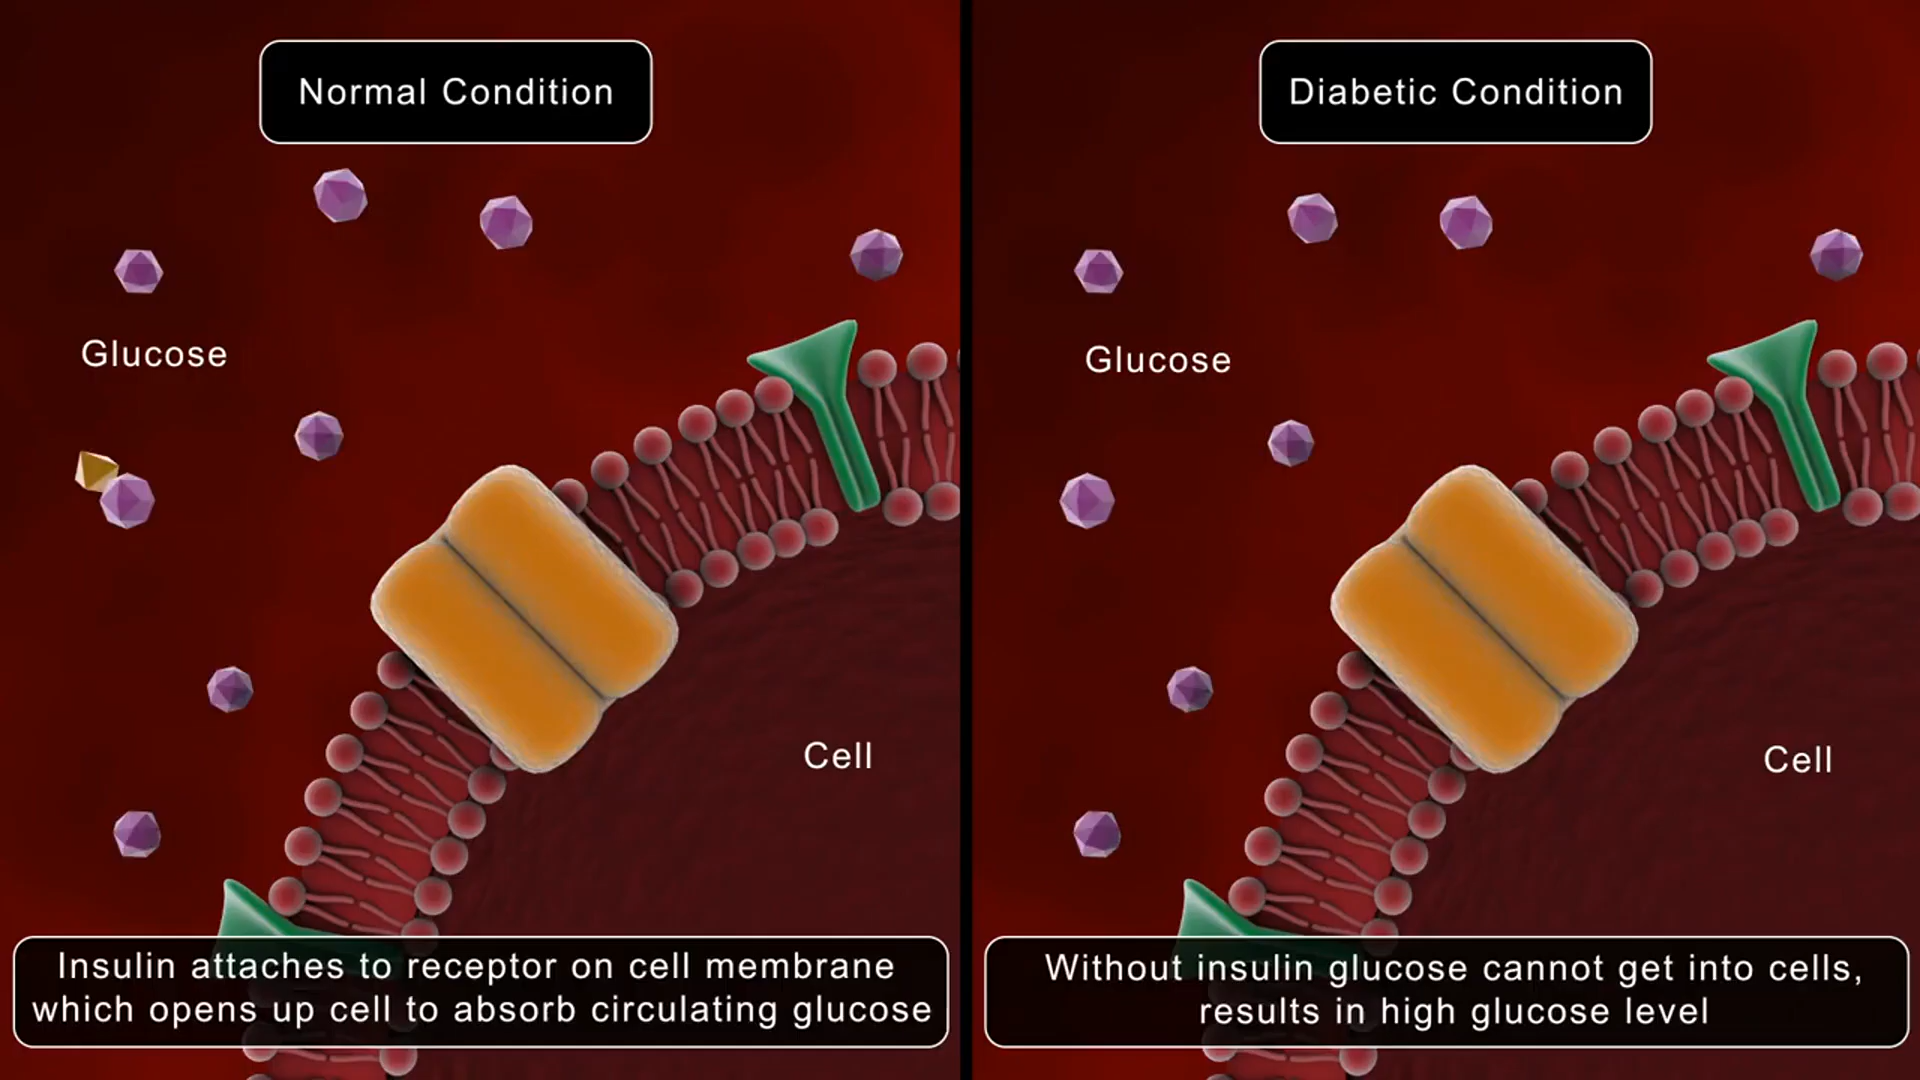 Normal Condition
Glucose
Cell
Insulin attaches to receptor on cell membrane
which opens up cell to absorb circulating glucose
Diabetic Condition
Glucose
Cell
Without insulin glucose cannot get into cells,
results in high glucose level